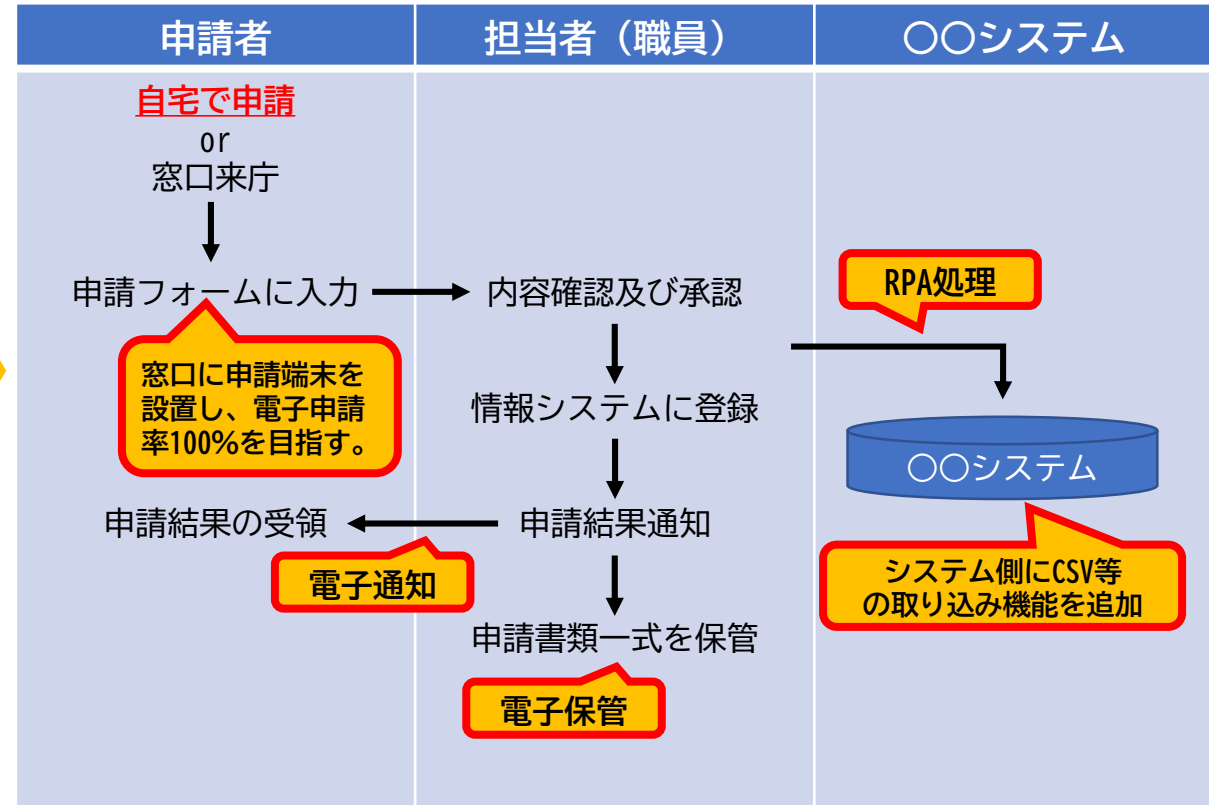 申請者
担当者（職員）
〇〇システム
自宅で申請
or
窓口来庁
申請フォームに入力
内容確認及び承認
RPA処理
窓口に申請端末を
設置し、電子申請
率100%を目指す。
情報システムに登録
〇〇システム
申請結果の受領
申請結果通知
電子通知
システム側にCSV等
の取り込み機能を追加
申請書類一式を保管
電子保管